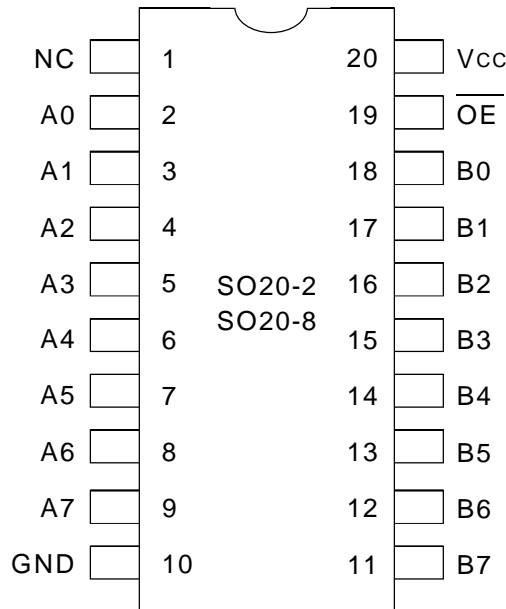 NC 1 20 Vcc
A0 2 19 O̅E̅
A1 3 18 B0
A2 4 17 B1
A3 5 SO20-2 16 B2
SO20-8
A4 6 15 B3
A5 7 14 B4
A6 8 13 B5
A7 9 12 B6
GND 10 11 B7